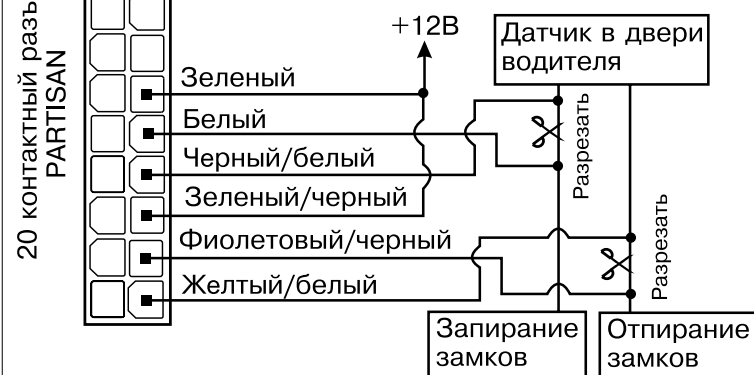 20 контактный разъ
PARTISAN
+12В
Датчик в двери
водителя
Зеленый
Белый
Черный/белый
Зеленый/черный
Фиолетовый/черный
Желтый/белый
Разрезать
Разрезать
Запирание
замков
Отпирание
замков